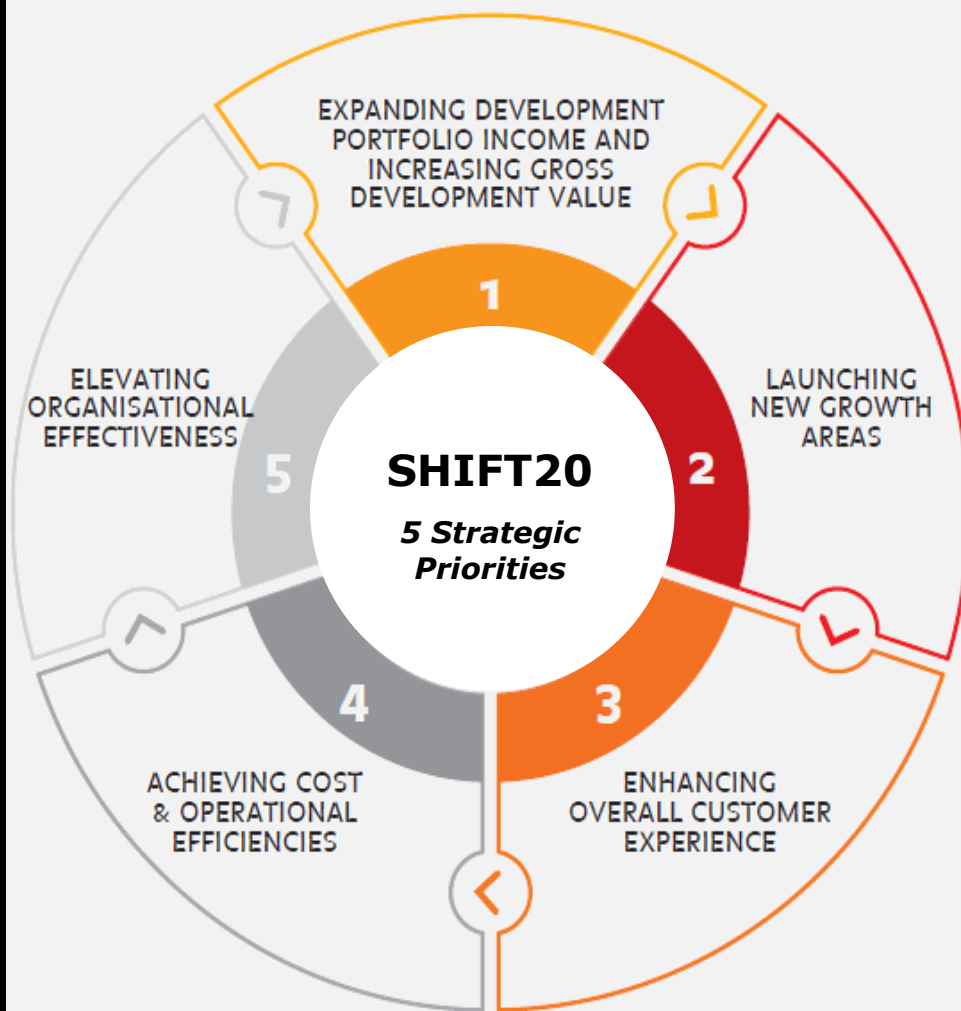 EXPANDING DEVELOPMENT
PORTFOLIO INCOME AND
INCREASING GROSS
DEVELOPMENT VALUE
1
LAUNCHING
NEW GROWTH
AREAS
2
ENHANCING
OVERALL CUSTOMER
EXPERIENCE
3
ACHIEVING COST
& OPERATIONAL
EFFICIENCIES
4
ELEVATING
ORGANISATIONAL
EFFECTIVENESS
5
SHIFT20
5 Strategic
Priorities